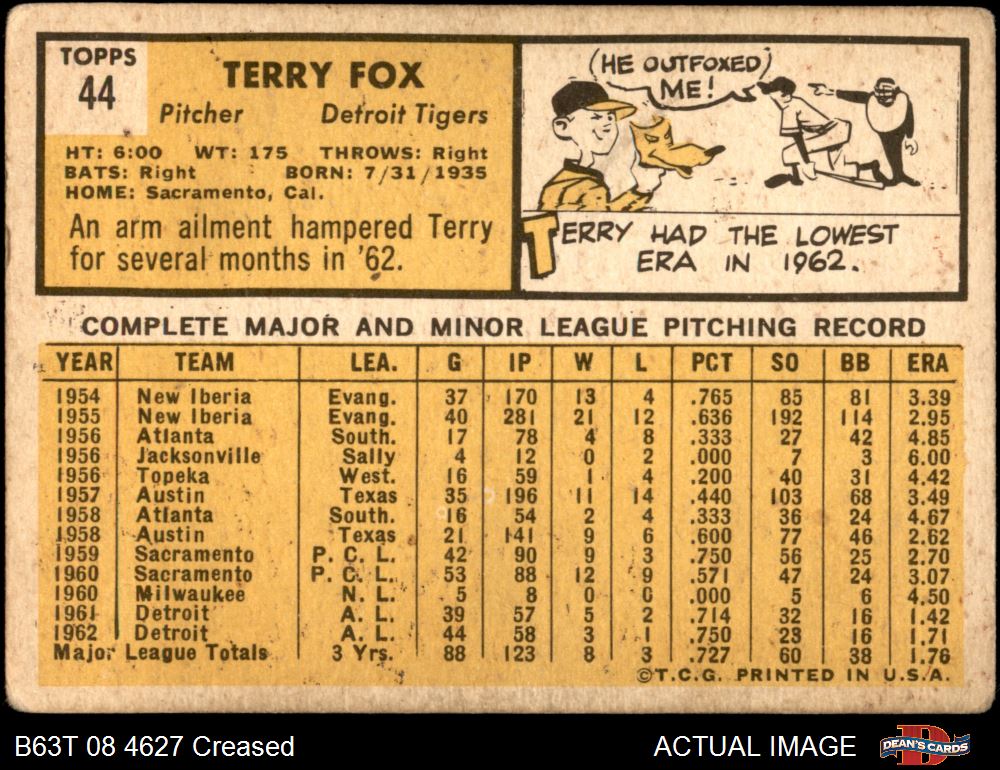 TOPPS
44
TERRY FOX
Pitcher Detroit Tigers
HT: 6:00 WT: 175 THROWS: Right
BATS: Right BORN: 7/31/1935
HOME: Sacramento, Cal.
An arm ailment hampered Terry
for several months in '62.
(HE OUTFOXED)
ME!
TERRY HAD THE LOWEST
ERA IN 1962.
COMPLETE MAJOR AND MINOR LEAGUE PITCHING RECORD
YEAR TEAM LEA. G IP W L PCT SO BB ERA
1954 New Iberia Evang. 37 170 13 4 .765 85 81 3.39
1955 New Iberia Evang. 40 281 21 12 .636 192 114 2.95
1956 Atlanta South. 17 78 4 8 .333 27 42 4.85
1956 Jacksonville Sally 4 12 0 2 .000 7 3 6.00
1956 Topeka West. 16 59 1 4 .200 40 31 4.42
1957 Austin Texas 35 196 11 14 .440 103 68 3.49
1958 Atlanta South. 16 54 2 4 .333 36 24 4.67
1958 Austin Texas 21 141 9 6 .600 77 46 2.62
1959 Sacramento P. C. L. 42 90 9 3 .750 56 25 2.70
1960 Sacramento P. C. L. 53 88 12 9 .571 47 24 3.07
1960 Milwaukee N. L. 5 8 0 0 .000 5 6 4.50
1961 Detroit A. L. 39 57 5 2 .714 32 16 1.42
1962 Detroit A. L. 44 58 3 1 .750 23 16 1.71
Major League Totals 3 Yrs. 88 123 8 3 .727 60 38 1.76
©T.C.G. PRINTED IN U.S.A.
B63T 08 4627 Creased ACTUAL IMAGE
D
DEAN'S CARDS